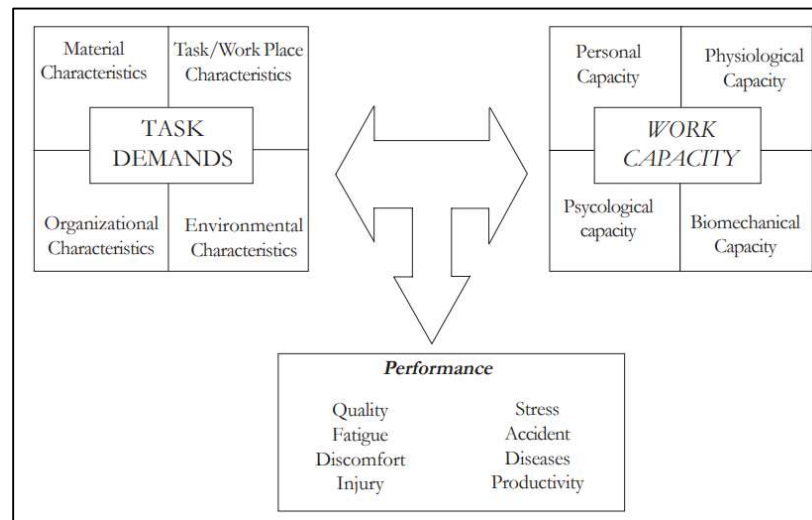 Material
Characteristics
Task/Work Place
Characteristics
TASK
DEMANDS
Organizational
Characteristics
Environmental
Characteristics
Personal
Capacity
Physiological
Capacity
WORK
CAPACITY
Psycological
capacity
Biomechanical
Capacity
Performance
Quality
Stress
Fatigue
Accident
Discomfort
Diseases
Injury
Productivity